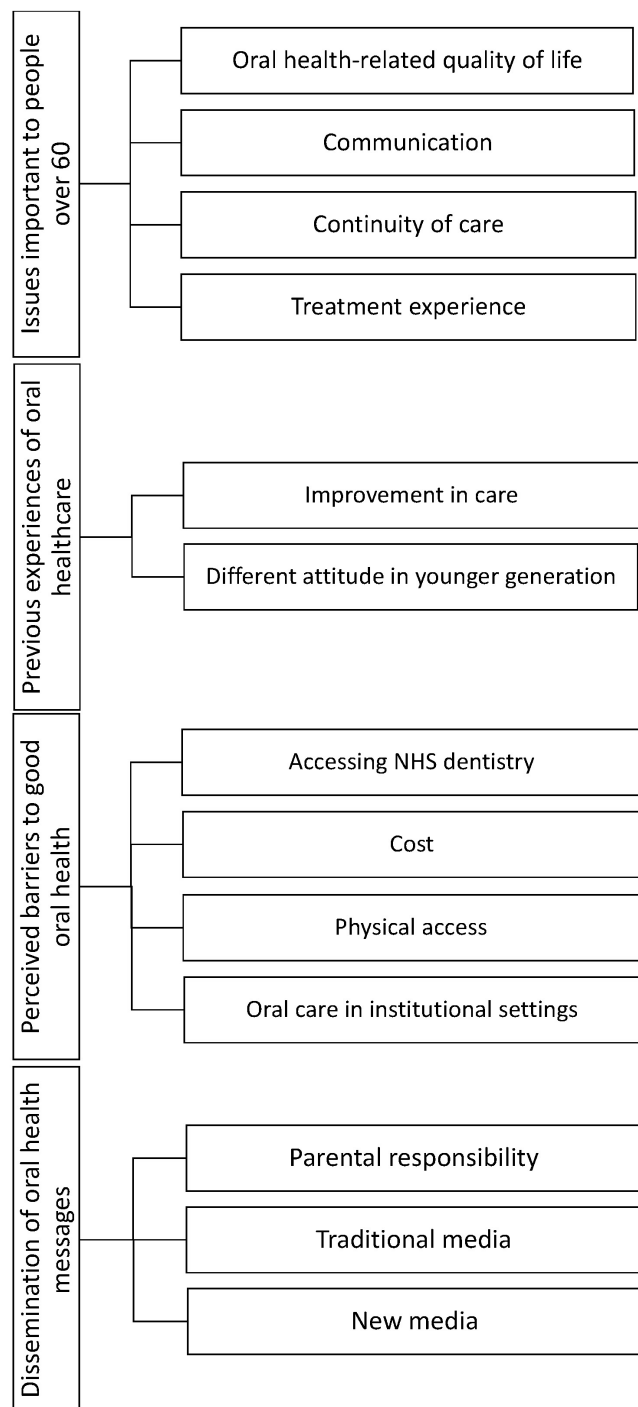 Issues important to people
over 60
Oral health-related quality of life
Communication
Continuity of care
Treatment experience
Previous experiences of oral
healthcare
Improvement in care
Different attitude in younger generation
Perceived barriers to good
oral health
Accessing NHS dentistry
Cost
Physical access
Oral care in institutional settings
Dissemination of oral health
messages
Parental responsibility
Traditional media
New media